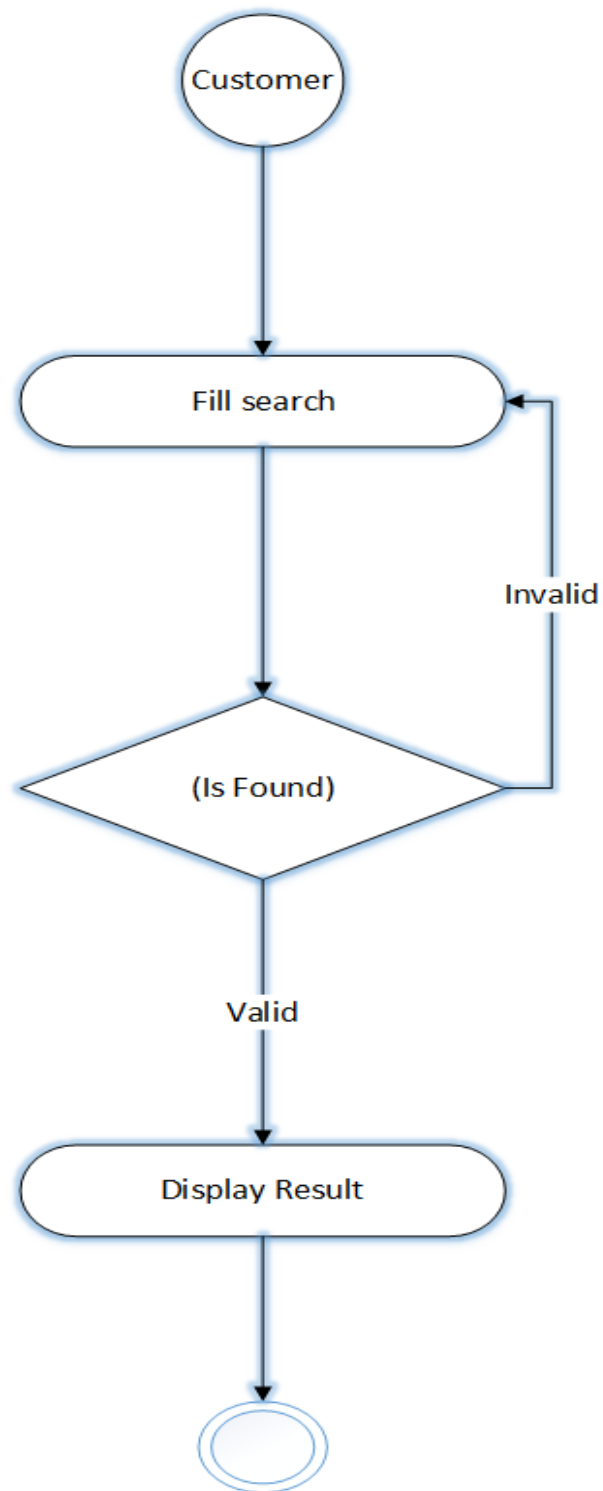 Customer
Fill search
Invalid
(Is Found)
Valid
Display Result